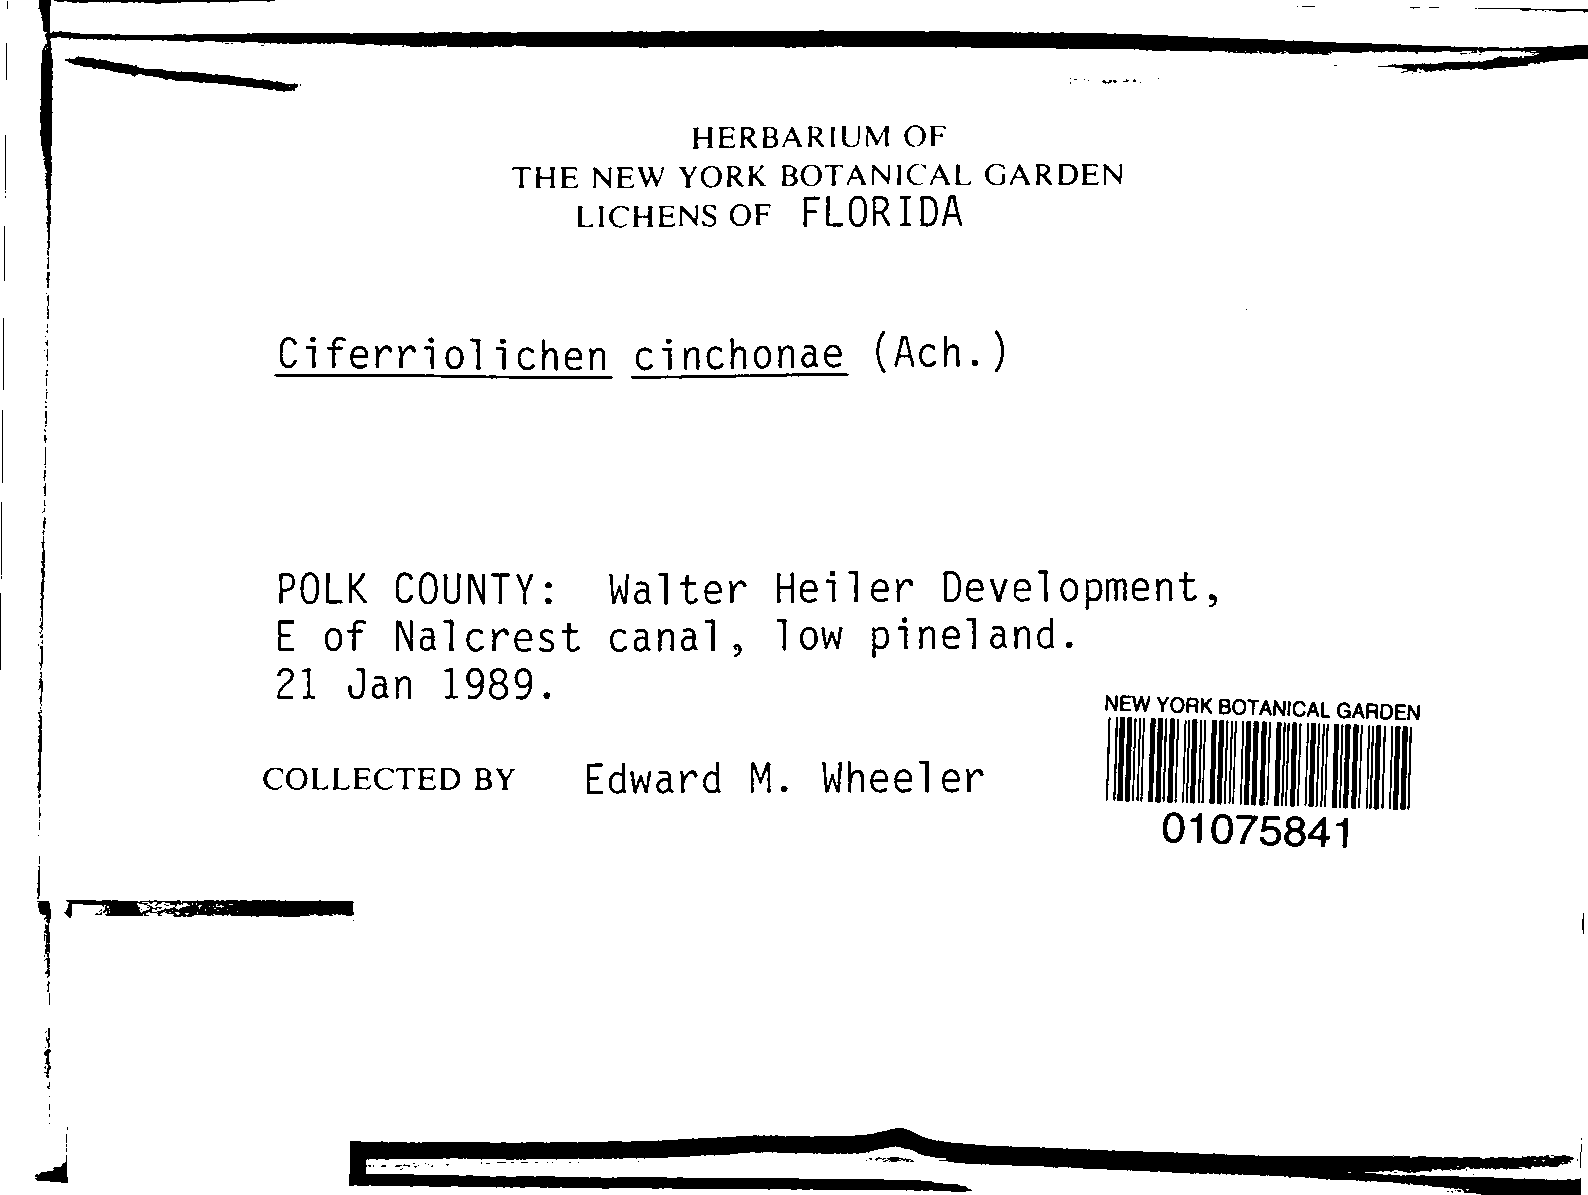 HERBARIUM OF
THE NEW YORK BOTANICAL GARDEN
LICHENS OF FLORIDA
Ciferriolichen cinchonae (Ach.)
POLK COUNTY: Walter Heiler Development,
E of Nalcrest canal, low pineland.
21 Jan 1989.
NEW YORK BOTANICAL GARDEN
01075841
COLLECTED BY Edward M. Wheeler